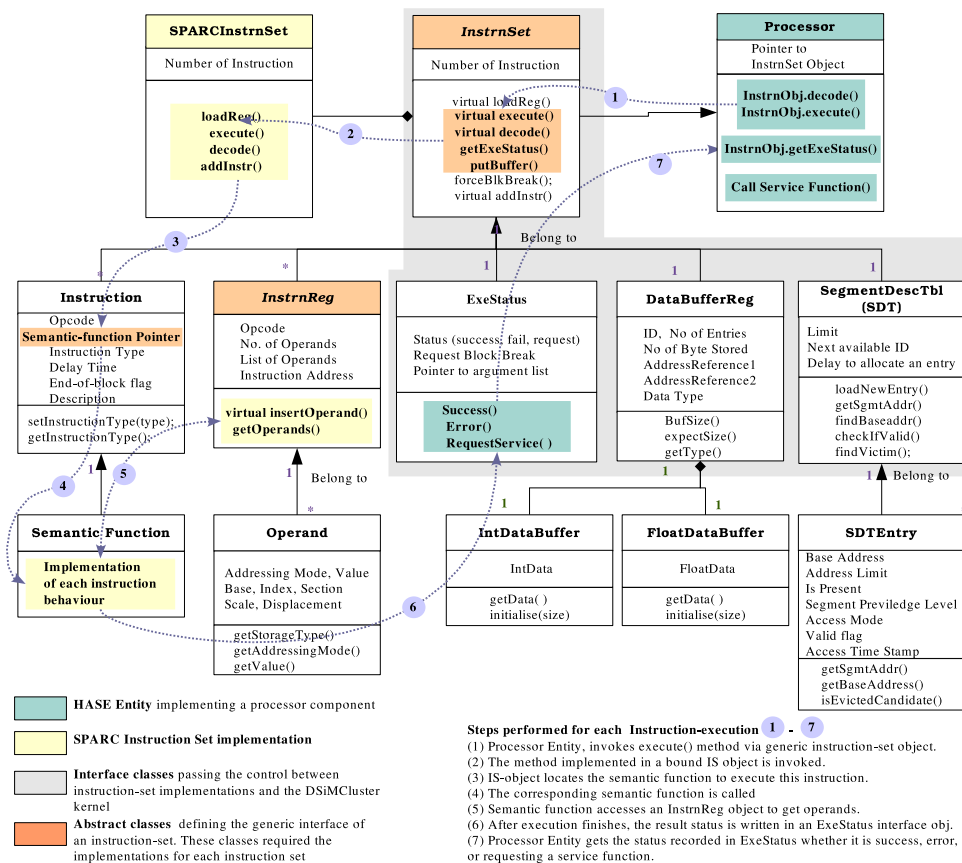 SPARCInstrnSet
Number of Instruction
loadReg()
execute()
decode()
addInstr()
InstrnSet
Number of Instruction
virtual loadReg()
virtual execute()
virtual decode()
getExeStatus()
putBuffer()
forceBlkBreak();
virtual addInstr()
Processor
Pointer to
InstrnSet Object
InstrnObj.decode()
InstrnObj.execute()
InstrnObj.getExeStatus()
Call Service Function()
1
2
7
3
Belong to
*
*
1
1
1
Instruction
Opcode
Semantic-function Pointer
Instruction Type
Delay Time
End-of-block flag
Description
setInstructionType(type);
getInstructionType();
InstrnReg
Opcode
No. of Operands
List of Operands
Instruction Address
virtual insertOperand()
getOperands()
ExeStatus
Status (success, fail, request)
Request Block Break
Pointer to argument list
Success()
Error()
RequestService( )
DataBufferReg
ID, No of Entries
No of Byte Stored
AddressReference1
AddressReference2
Data Type
BufSize()
expectSize()
getType()
SegmentDescTbl
(SDT)
Limit
Next available ID
Delay to allocate an entry
loadNewEntry()
getSgmtAddr()
findBaseaddr()
checkIfValid()
findVictim();
1
4
5
1
Belong to
*
1
1
1
1
Belong to
Semantic Function
Implementation
of each instruction
behaviour
Operand
Addressing Mode, Value
Base, Index, Section
Scale, Displacement
getStorageType()
getAddressingMode()
getValue()
6
IntDataBuffer
IntData
getData( )
initialise(size)
FloatDataBuffer
FloatData
getData( )
initialise(size)
SDTEntry
Base Address
Address Limit
Is Present
Segment Previledge Level
Access Mode
Valid flag
Access Time Stamp
getSgmtAddr()
getBaseAddress()
isEvictedCandidate()
HASE Entity implementing a processor component
SPARC Instruction Set implementation
Interface classes passing the control between
instruction-set implementations and the DSiMCluster
kernel
Abstract classes defining the generic interface of
an instruction-set. These classes required the
implementations for each instruction set
Steps performed for each Instruction-execution 1 - 7
(1) Processor Entity, invokes execute() method via generic instruction-set object.
(2) The method implemented in a bound IS object is invoked.
(3) IS-object locates the semantic function to execute this instruction.
(4) The corresponding semantic function is called
(5) Semantic function accesses an InstrnReg object to get operands.
(6) After execution finishes, the result status is written in an ExeStatus interface obj.
(7) Processor Entity gets the status recorded in ExeStatus whether it is success, error,
or requesting a service function.